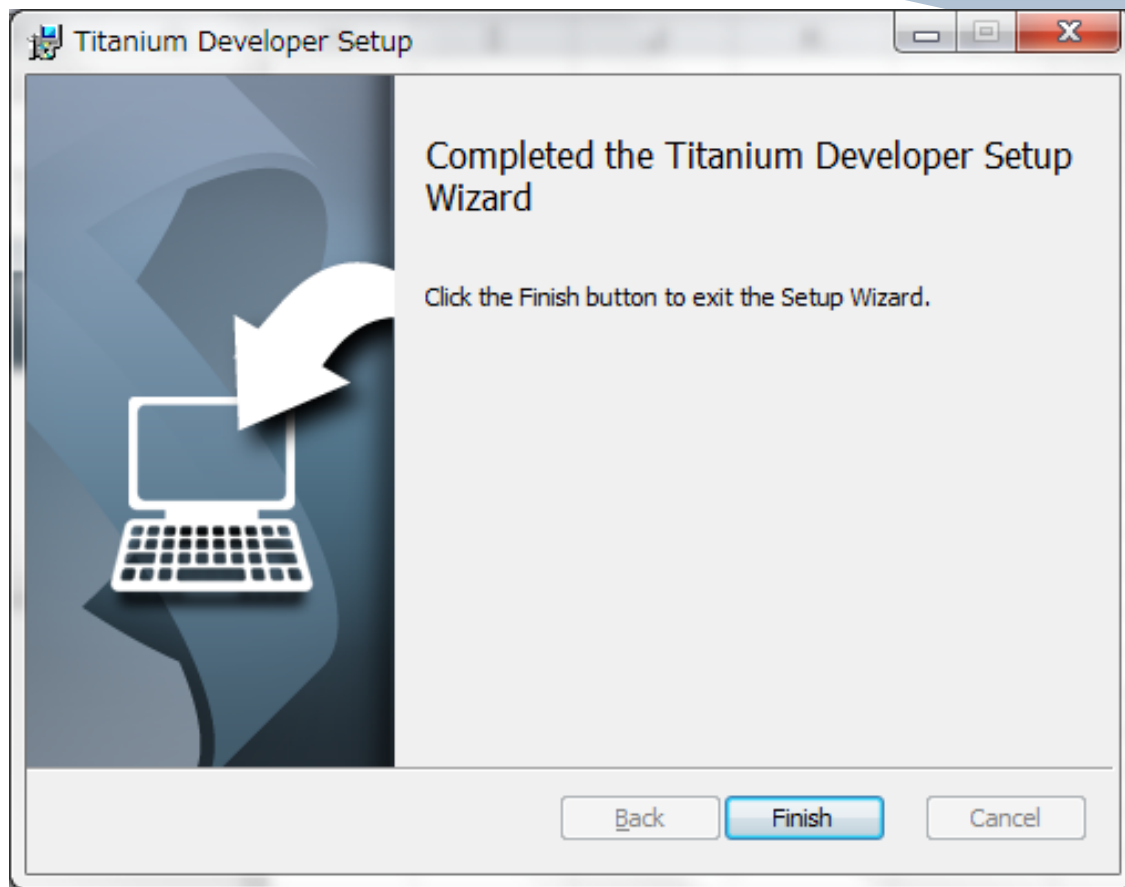 Titanium Developer Setup
Completed the Titanium Developer Setup
Wizard
Click the Finish button to exit the Setup Wizard.
Back
Finish
Cancel